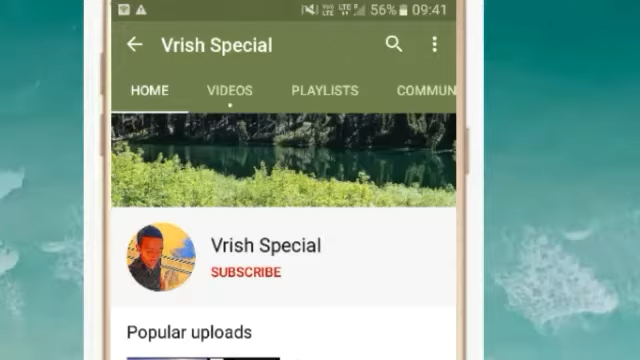 56% 09:41
Vrish Special
HOME VIDEOS PLAYLISTS COMMUN
Vrish Special
SUBSCRIBE
Popular uploads